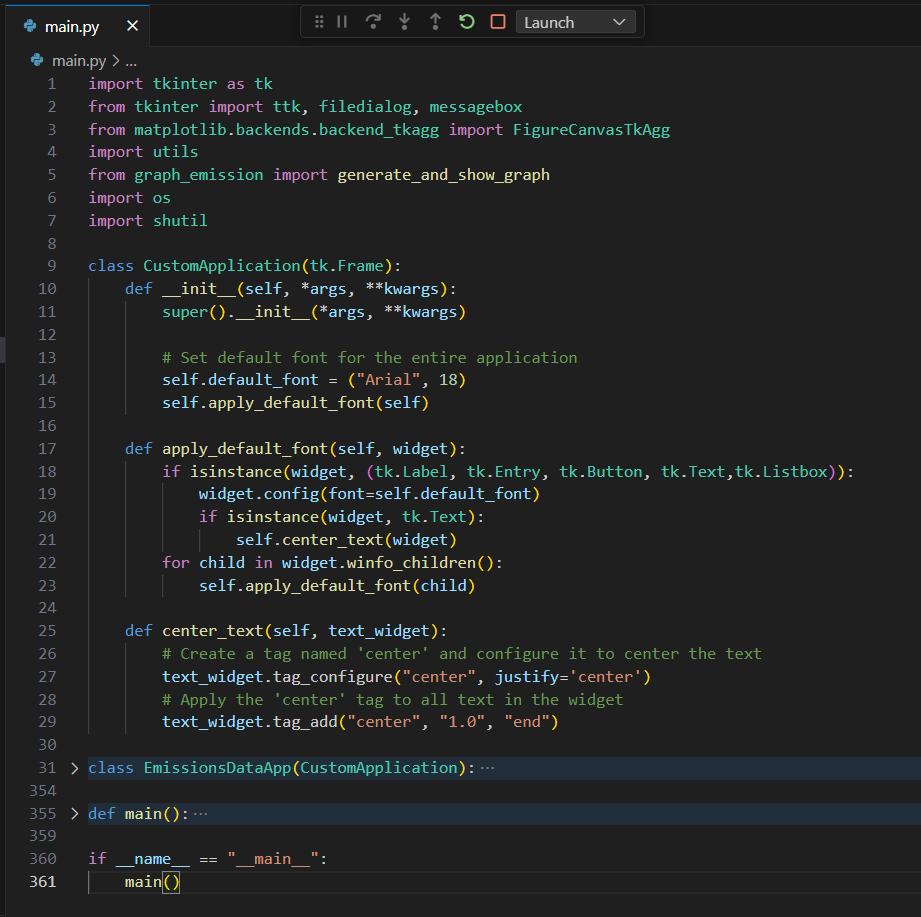 main.py
Launch
main.py > ...
1 import tkinter as tk
2 from tkinter import ttk, filedialog, messagebox
3 from matplotlib.backends.backend_tkagg import FigureCanvasTkAgg
4 import utils
5 from graph_emission import generate_and_show_graph
6 import os
7 import shutil
8
9 class CustomApplication(tk.Frame):
10     def __init__(self, *args, **kwargs):
11         super().__init__(*args, **kwargs)
12
13         # Set default font for the entire application
14         self.default_font = ("Arial", 18)
15         self.apply_default_font(self)
16
17     def apply_default_font(self, widget):
18         if isinstance(widget, (tk.Label, tk.Entry, tk.Button, tk.Text,tk.Listbox)):
19             widget.config(font=self.default_font)
20             if isinstance(widget, tk.Text):
21                 self.center_text(widget)
22         for child in widget.winfo_children():
23             self.apply_default_font(child)
24
25     def center_text(self, text_widget):
26         # Create a tag named 'center' and configure it to center the text
27         text_widget.tag_configure("center", justify='center')
28         # Apply the 'center' tag to all text in the widget
29         text_widget.tag_add("center", "1.0", "end")
30
31 > class EmissionsDataApp(CustomApplication): ···
354
355 > def main(): ···
359
360 if __name__ == "__main__":
361     main()